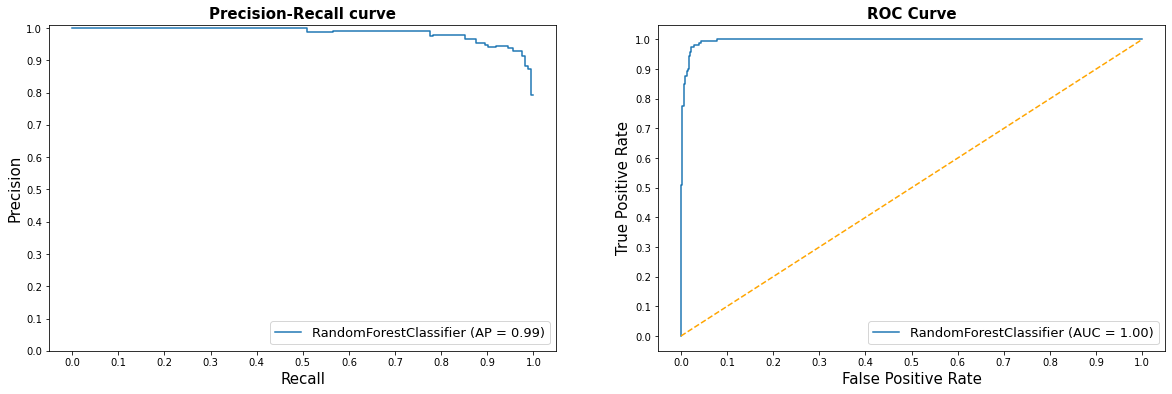 Precision-Recall curve
1.0
0.9
0.8
0.7
0.6
0.5
0.4
0.3
0.2
0.1
0.0
Precision
RandomForestClassifier (AP = 0.99)
0.0 0.1 0.2 0.3 0.4 0.5 0.6 0.7 0.8 0.9 1.0
Recall
ROC Curve
1.0
0.9
0.8
0.7
0.6
0.5
0.4
0.3
0.2
0.1
0.0
True Positive Rate
RandomForestClassifier (AUC = 1.00)
0.0 0.1 0.2 0.3 0.4 0.5 0.6 0.7 0.8 0.9 1.0
False Positive Rate